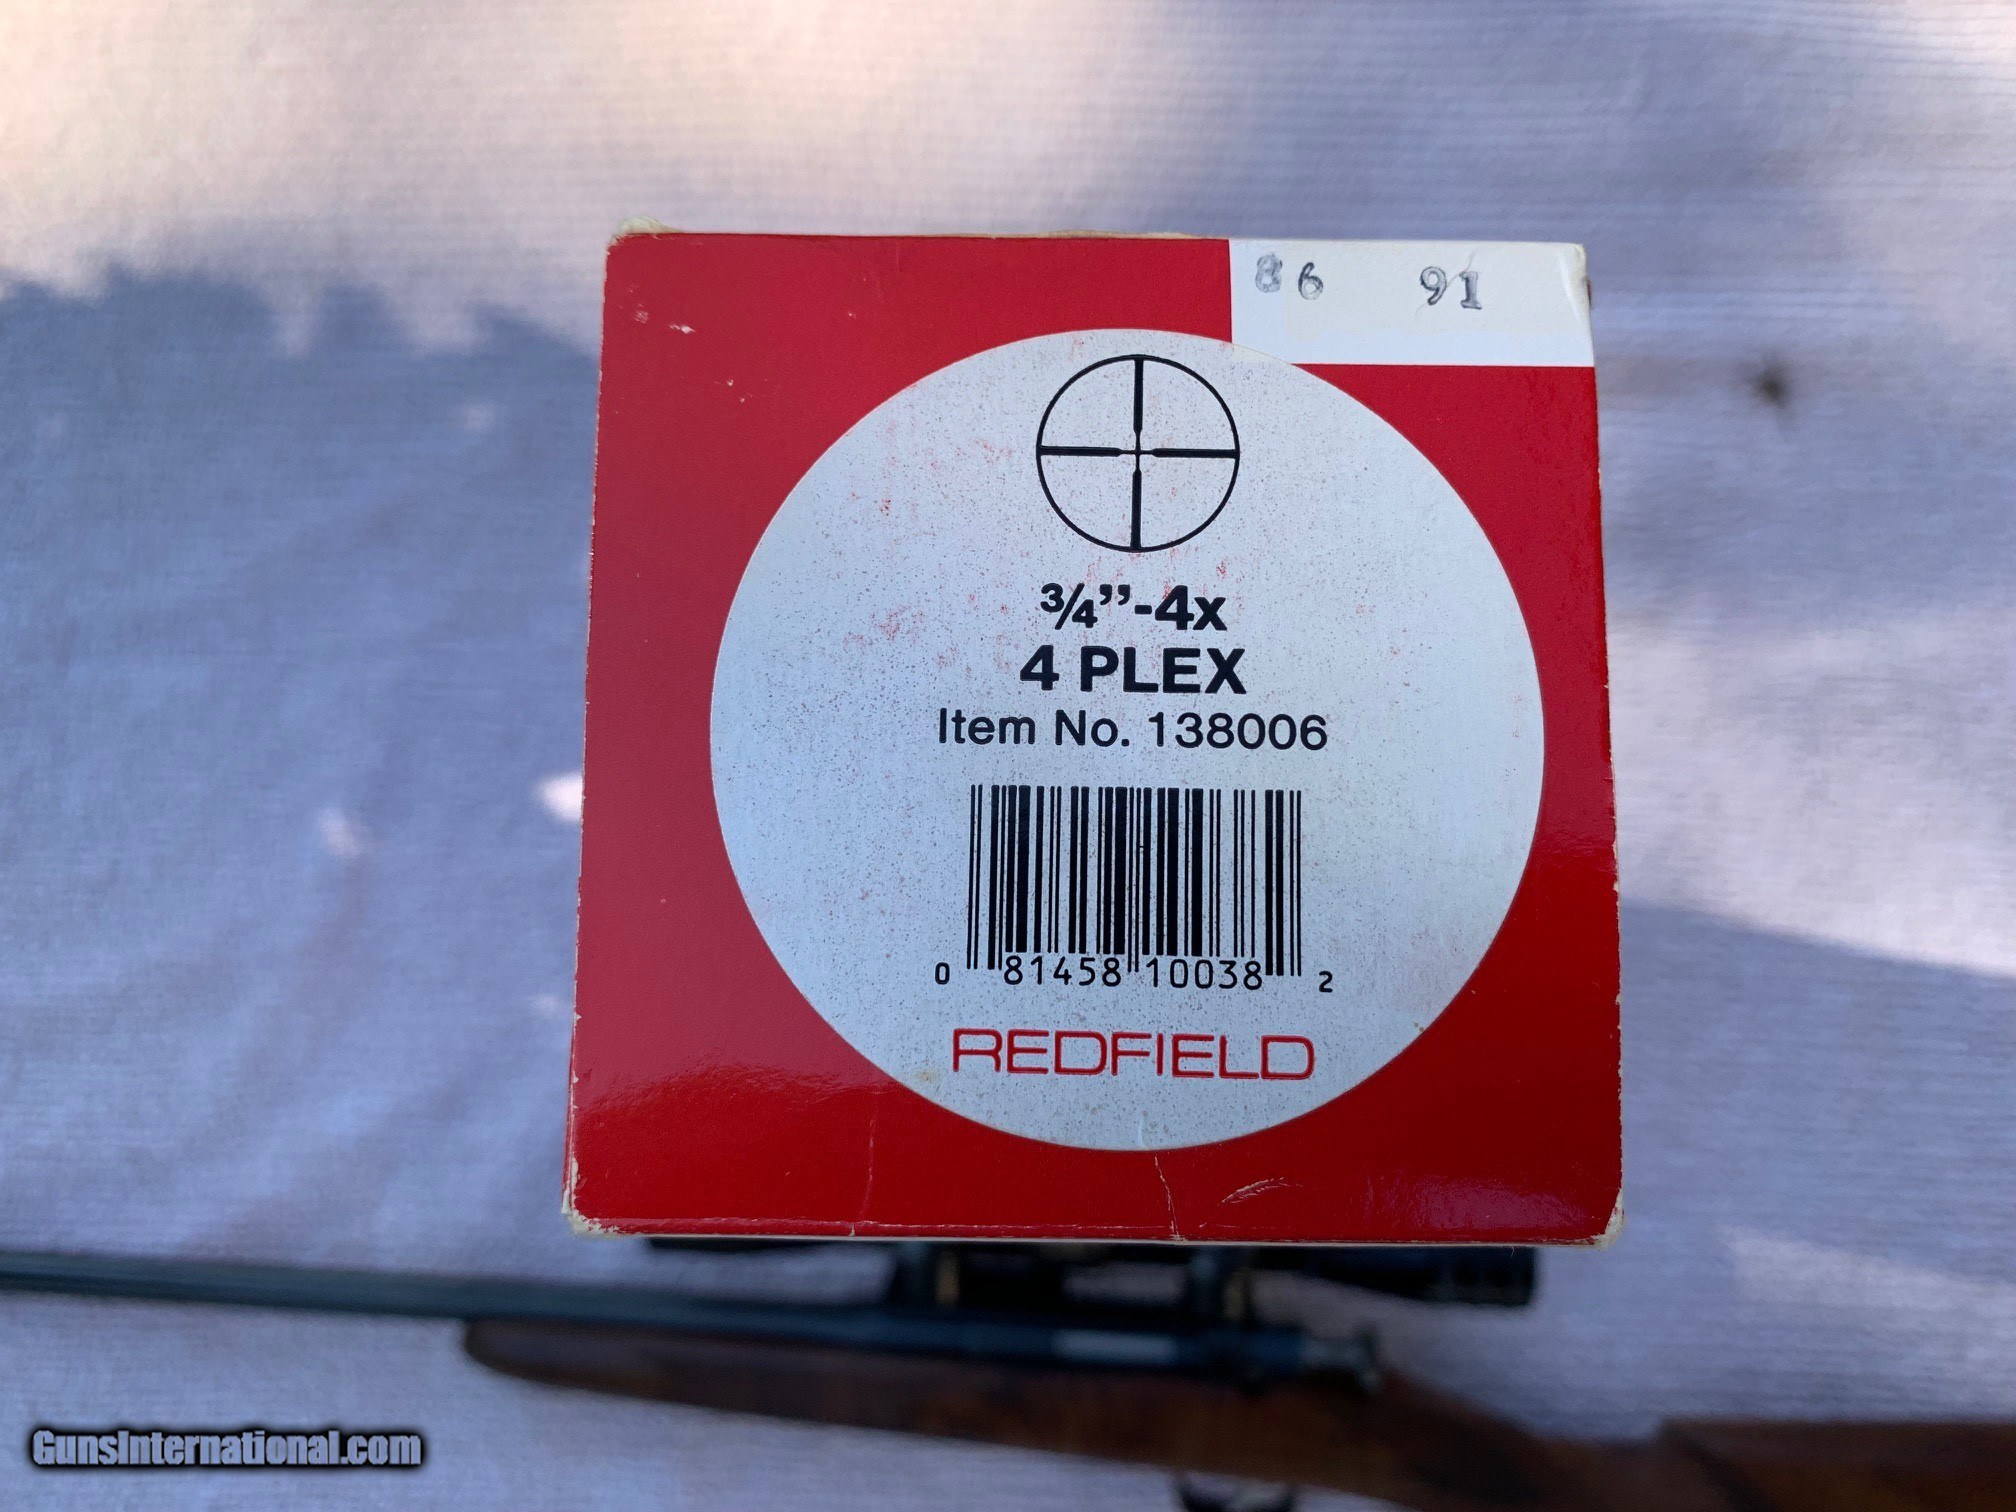 86 91
¾”-4x
4 PLEX
Item No. 138006
0 81458 10038 2
REDFIELD
GunsInternational.com